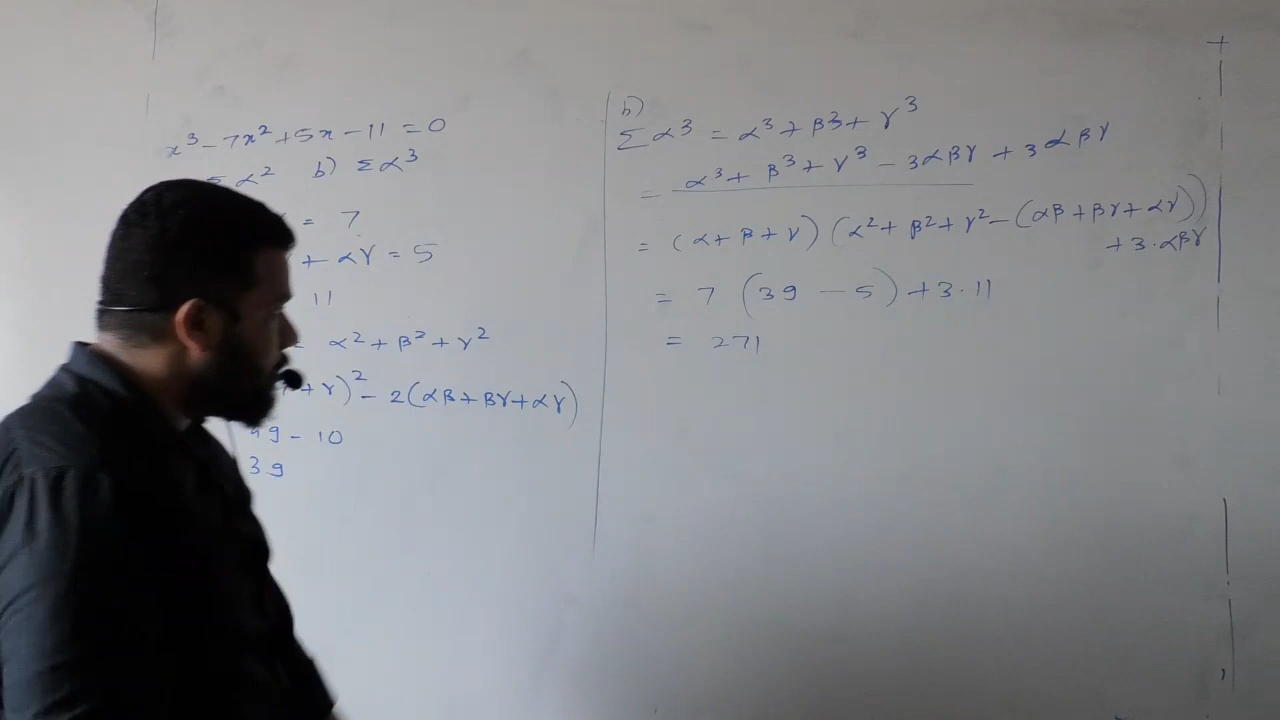 x³ - 7x² + 5x - 11 = 0
Σα² b) Σα³
= 7
+ αγ = 5
11
= α² + β² + γ²
+ γ)² - 2(αβ + βγ + αγ)
49 - 10
39
b)
Σα³ = α³ + β³ + γ³
= α³ + β³ + γ³ - 3αβγ + 3αβγ
= (α + β + γ) (α² + β² + γ² - (αβ + βγ + αγ))
+ 3.αβγ
= 7 (39 - 5) + 3.11
= 271